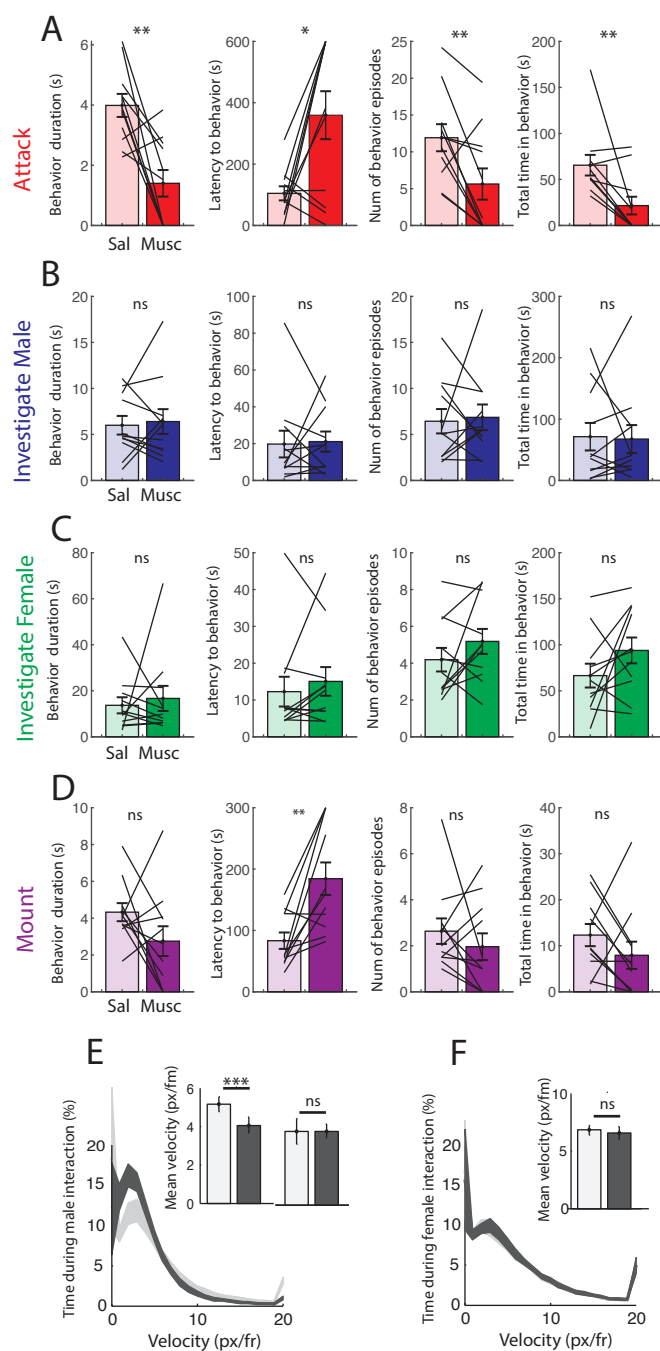 A
Attack
Behavior duration (s)
6
4
2
0
**
Sal Musc
Latency to behavior (s)
600
400
200
0
*
Num of behavior episodes
25
20
15
10
5
0
**
Total time in behavior (s)
200
150
100
50
0
**
B
Investigate Male
Behavior duration (s)
20
15
10
5
0
ns
Sal Musc
Latency to behavior (s)
100
80
60
40
20
0
ns
Num of behavior episodes
20
15
10
5
0
ns
Total time in behavior (s)
300
200
100
0
ns
C
Investigate Female
Behavior duration (s)
80
60
40
20
0
ns
Sal Musc
Latency to behavior (s)
50
40
30
20
10
0
ns
Num of behavior episodes
10
8
6
4
2
0
ns
Total time in behavior (s)
200
150
100
50
0
ns
D
Mount
Behavior duration (s)
10
8
6
4
2
0
ns
Sal Musc
Latency to behavior (s)
300
200
100
0
**
Num of behavior episodes
8
6
4
2
0
ns
Total time in behavior (s)
40
30
20
10
0
ns
E
Time during male interaction (%)
20
15
10
5
0
0 10 20
Velocity (px/fr)
Mean velocity (px/fm)
6
4
2
0
***
ns
F
Time during female interaction (%)
20
15
10
5
0
0 10 20
Velocity (px/fr)
Mean velocity (px/fm)
10
5
0
ns